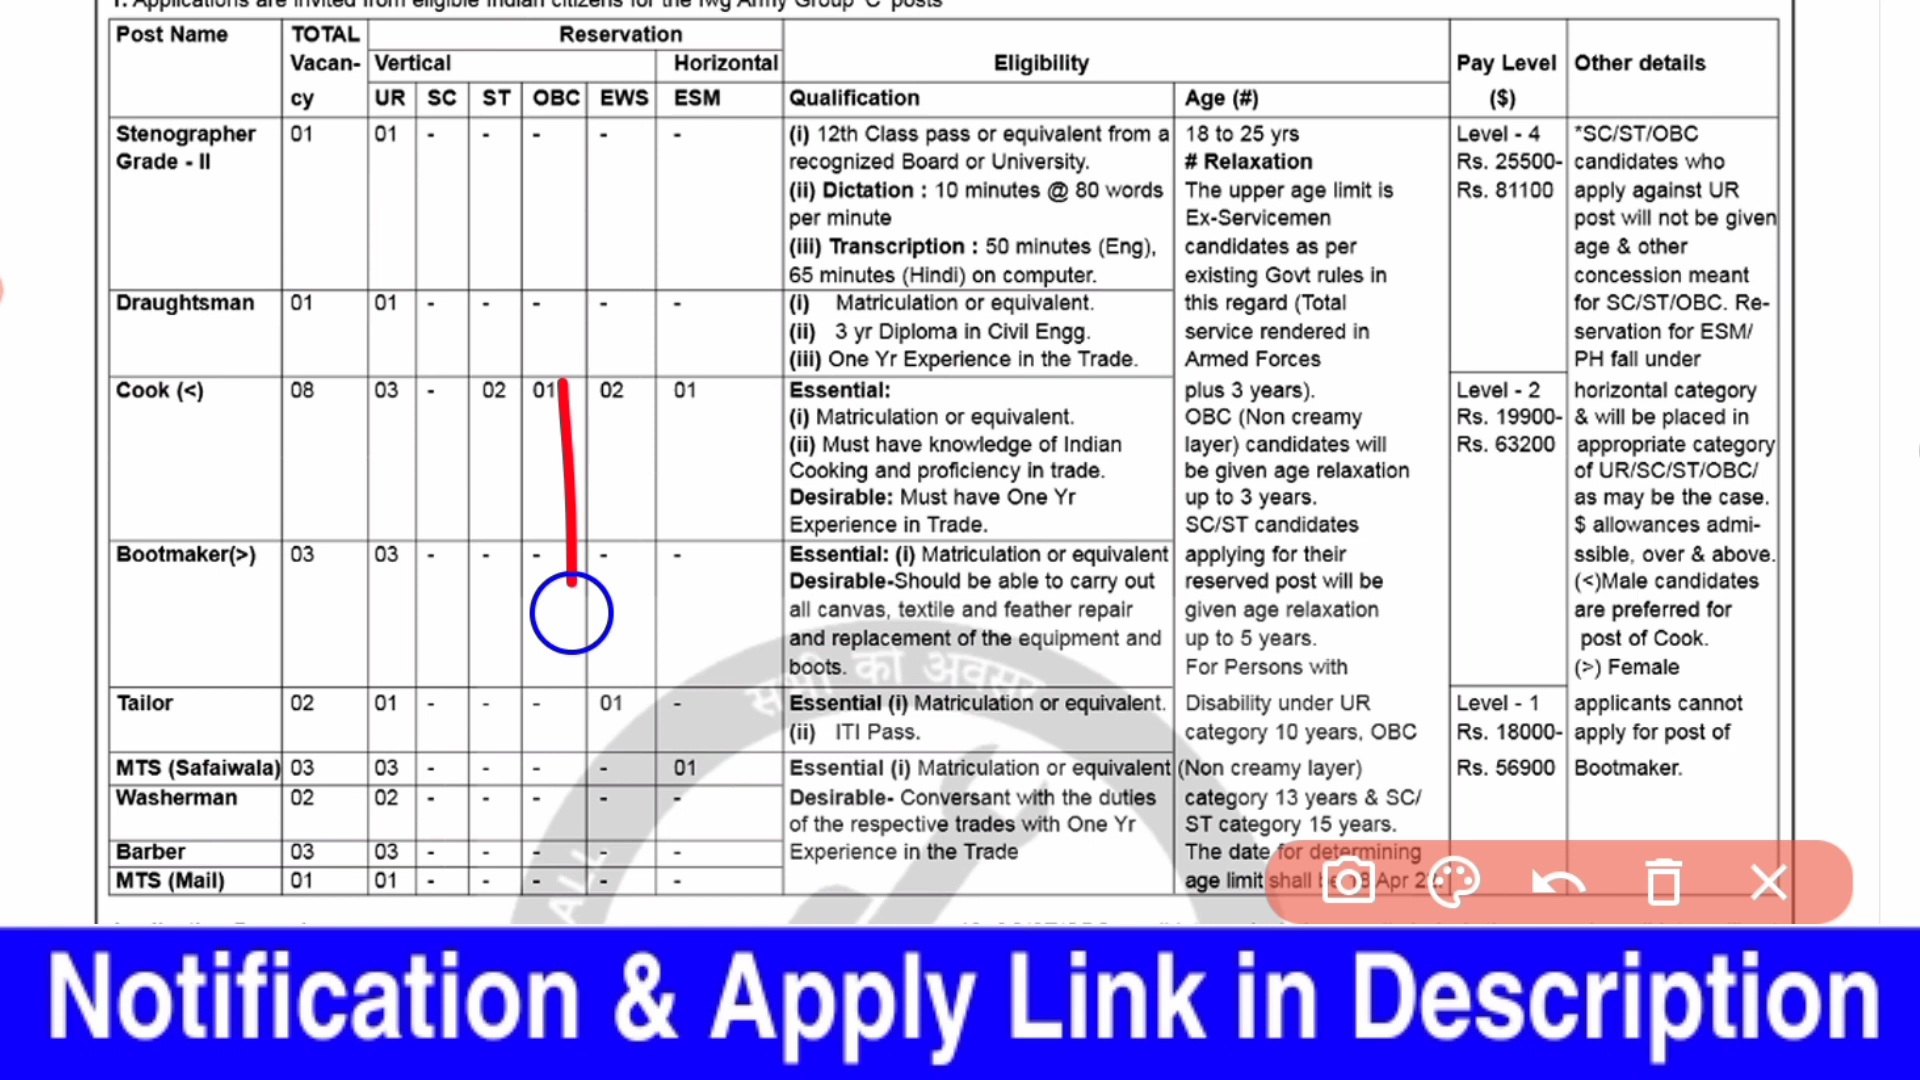 1. Applications are invited from eligible Indian citizens for the fwg Army Group 'C' posts
Post Name TOTAL Vacan-cy Reservation Eligibility Pay Level ($) Other details
Vertical Horizontal
UR SC ST OBC EWS ESM Qualification Age (#)
Stenographer Grade - II 01 01 - - - - -
(i) 12th Class pass or equivalent from a
recognized Board or University.
(ii) Dictation : 10 minutes @ 80 words
per minute
(iii) Transcription : 50 minutes (Eng),
65 minutes (Hindi) on computer.
Draughtsman 01 01 - - - - -
(i) Matriculation or equivalent.
(ii) 3 yr Diploma in Civil Engg.
(iii) One Yr Experience in the Trade.
Cook (<) 08 03 - 02 01 02 01
Essential:
(i) Matriculation or equivalent.
(ii) Must have knowledge of Indian
Cooking and proficiency in trade.
Desirable: Must have One Yr
Experience in Trade.
Bootmaker(>) 03 03 - - - - -
Essential: (i) Matriculation or equivalent
Desirable-Should be able to carry out
all canvas, textile and feather repair
and replacement of the equipment and
boots.
Tailor 02 01 - - - 01 -
Essential (i) Matriculation or equivalent.
(ii) ITI Pass.
MTS (Safaiwala) 03 03 - - - - 01
Washerman 02 02 - - - - -
Barber 03 03 - - - - -
MTS (Mail) 01 01 - - - - -
Essential (i) Matriculation or equivalent
Desirable- Conversant with the duties
of the respective trades with One Yr
Experience in the Trade
18 to 25 yrs
# Relaxation
The upper age limit is
Ex-Servicemen
candidates as per
existing Govt rules in
this regard (Total
service rendered in
Armed Forces
plus 3 years).
OBC (Non creamy
layer) candidates will
be given age relaxation
up to 3 years.
SC/ST candidates
applying for their
reserved post will be
given age relaxation
up to 5 years.
For Persons with
Disability under UR
category 10 years, OBC
(Non creamy layer)
category 13 years & SC/
ST category 15 years.
The date for determining
age limit shall be 18 Apr 22.
Level - 4
Rs. 25500-
Rs. 81100
Level - 2
Rs. 19900-
Rs. 63200
Level - 1
Rs. 18000-
Rs. 56900
*SC/ST/OBC
candidates who
apply against UR
post will not be given
age & other
concession meant
for SC/ST/OBC. Re-
servation for ESM/
PH fall under
horizontal category
& will be placed in
appropriate category
of UR/SC/ST/OBC/
as may be the case.
$ allowances admi-
ssible, over & above.
(<)Male candidates
are preferred for
post of Cook.
(>) Female
applicants cannot
apply for post of
Bootmaker.
सभी को अवसर
ALL
Notification & Apply Link in Description